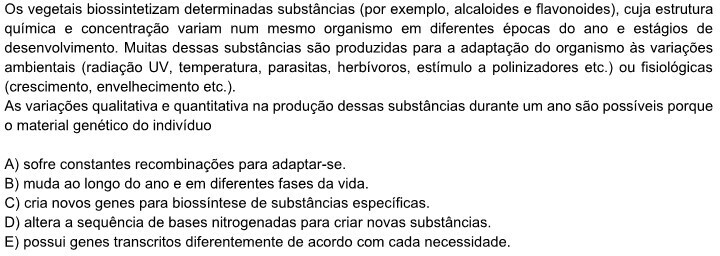 Os vegetais biossintetizam determinadas substâncias (por exemplo, alcaloides e flavonoides), cuja estrutura
química e concentração variam num mesmo organismo em diferentes épocas do ano e estágios de
desenvolvimento. Muitas dessas substâncias são produzidas para a adaptação do organismo às variações
ambientais (radiação UV, temperatura, parasitas, herbívoros, estímulo a polinizadores etc.) ou fisiológicas
(crescimento, envelhecimento etc.).
As variações qualitativa e quantitativa na produção dessas substâncias durante um ano são possíveis porque
o material genético do indivíduo
A) sofre constantes recombinações para adaptar-se.
B) muda ao longo do ano e em diferentes fases da vida.
C) cria novos genes para biossíntese de substâncias específicas.
D) altera a sequência de bases nitrogenadas para criar novas substâncias.
E) possui genes transcritos diferentemente de acordo com cada necessidade.